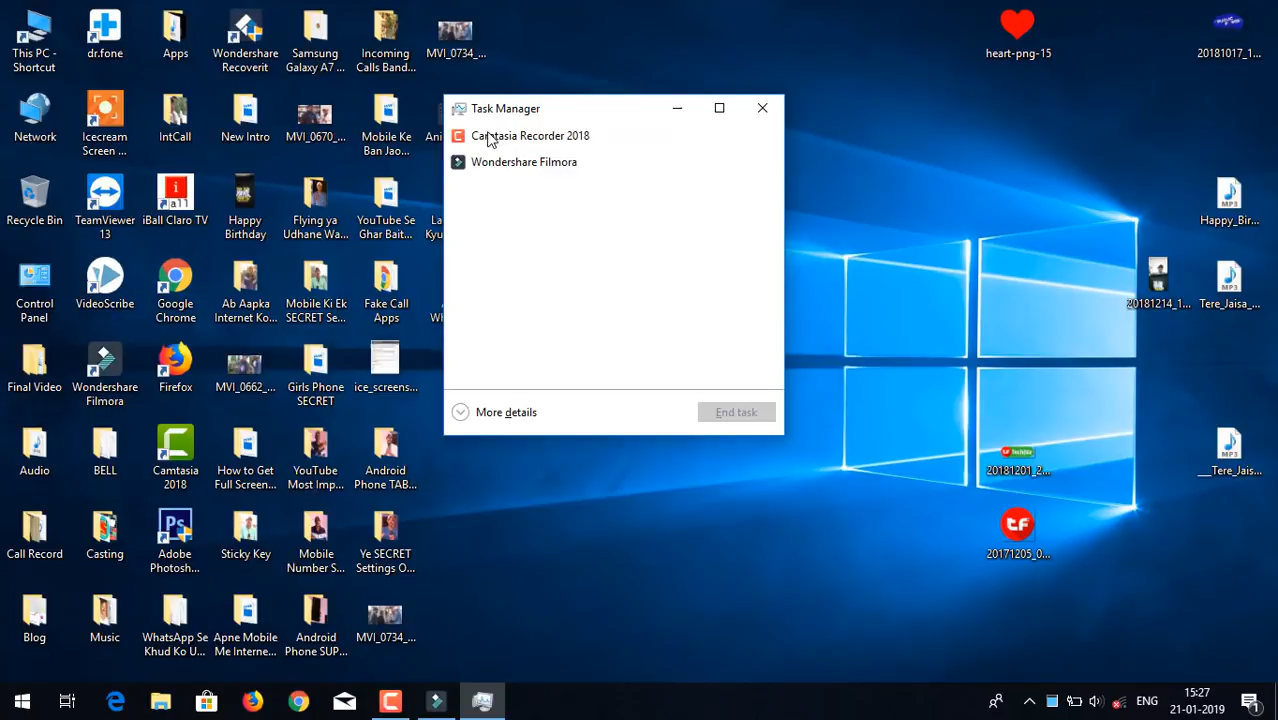 This PC -
Shortcut
dr.fone
Apps
Wondershare
Recoverit
Samsung
Galaxy A7 ...
Incoming
Calls Band...
MVI_0734_...
heart-png-15
20181017_1...
Network
Icecream
Screen ...
IntCall
New Intro
MVI_0670_...
Mobile Ke
Ban Jao...
Task Manager
Camtasia Recorder 2018
Wondershare Filmora
More details
End task
Recycle Bin
TeamViewer
13
iBall Claro TV
Happy
Birthday
Flying ya
Udhane Wa...
YouTube Se
Ghar Bait...
Happy_Bir...
Control
Panel
VideoScribe
Google
Chrome
Ab Aapka
Internet Ko...
Mobile Ki Ek
SECRET Se...
Fake Call
Apps
20181214_1...
Tere_Jaisa_...
Final Video
Wondershare
Filmora
Firefox
MVI_0662_...
Girls Phone
SECRET
ice_screens...
Audio
BELL
Camtasia
2018
How to Get
Full Screen...
YouTube
Most Imp...
Android
Phone TAB...
20181201_2...
___Tere_Jais...
Call Record
Casting
Adobe
Photosh...
Sticky Key
Mobile
Number S...
Ye SECRET
Settings O...
20171205_0...
Blog
Music
WhatsApp Se
Khud Ko U...
Apne Mobile
Me Interne...
Android
Phone SUP...
MVI_0734_...
ENG
15:27
21-01-2019